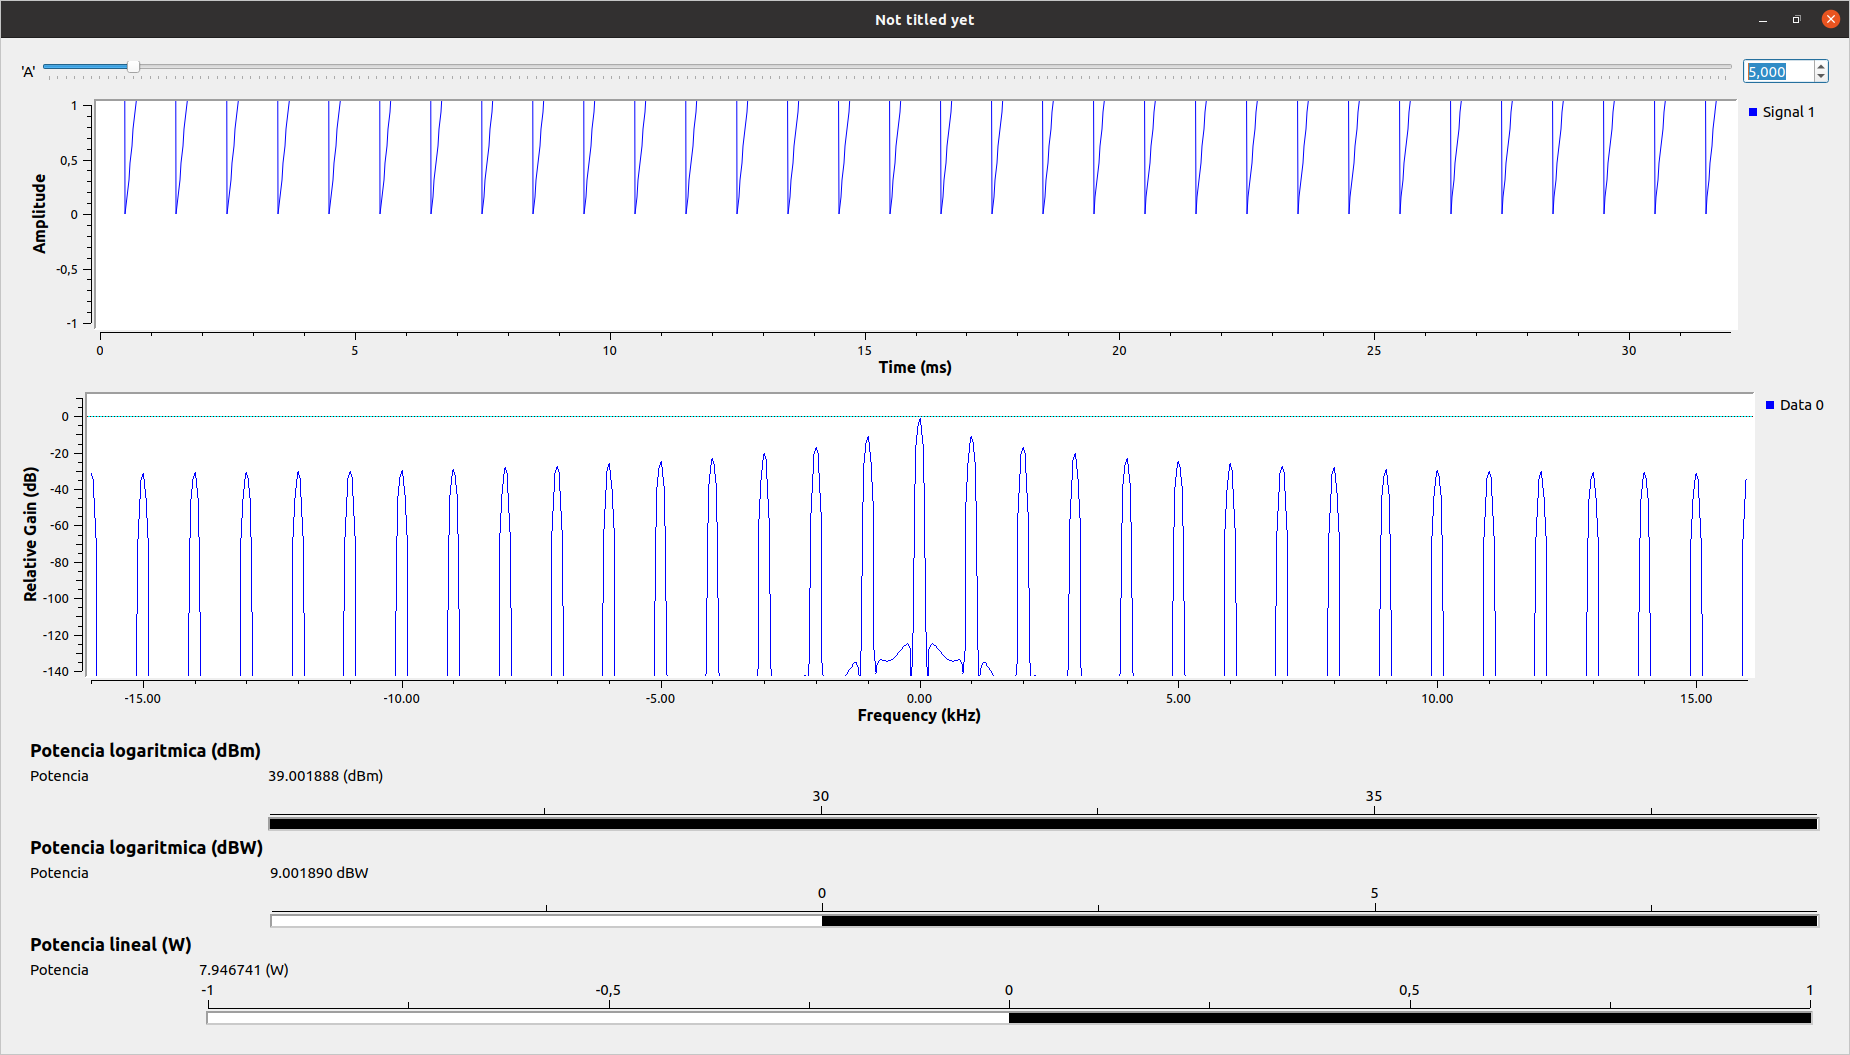 Not titled yet
'A'
5,000
1
0,5
0
-0,5
-1
Amplitude
Signal 1
0 5 10 15 20 25 30
Time (ms)
0
-20
-40
-60
-80
-100
-120
-140
Relative Gain (dB)
Data 0
-15.00 -10.00 -5.00 0.00 5.00 10.00 15.00
Frequency (kHz)
Potencia logaritmica (dBm)
Potencia 39.001888 (dBm)
30 35
Potencia logaritmica (dBW)
Potencia 9.001890 dBW
0 5
Potencia lineal (W)
Potencia 7.946741 (W)
-1 -0,5 0 0,5 1